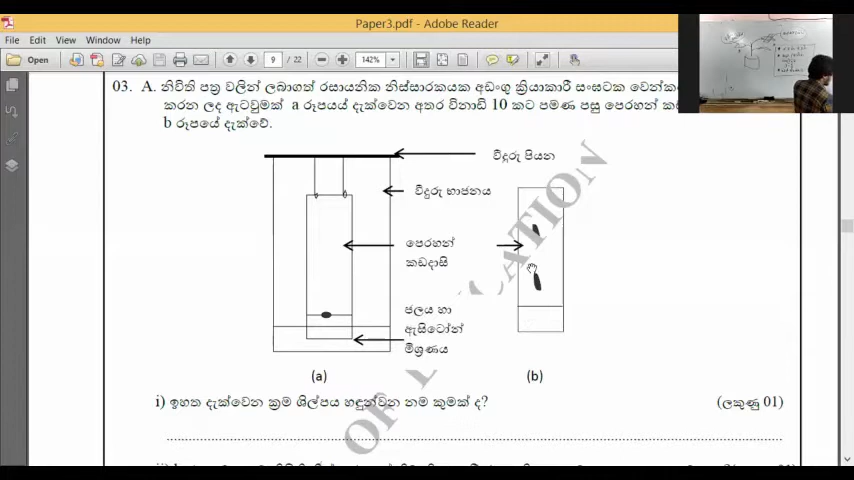 Paper3.pdf - Adobe Reader
File Edit View Window Help
Open 9 / 22 142%
03. A. නිවිති පත්‍ර වලින් ලබාගත් රසායනික නිස්සාරකයක අඩංගු ක්‍රියාකාරී සංඝටක වෙන්කර
කරන ලද ඇටවුමක් a රූපයේ දැක්වෙන අතර විනාඩි 10 කට පමණ පසු පෙරහන්
b රූපයේ දැක්වේ.
වීදුරු පියන
වීදුරු භාජනය
පෙරහන්
කඩදාසි
ජලය හා
ඇසිටෝන්
මිශ්‍රණය
(a) (b)
i) ඉහත දැක්වෙන ක්‍රම ශිල්පය හඳුන්වන නම කුමක් ද? (ලකුණු 01)